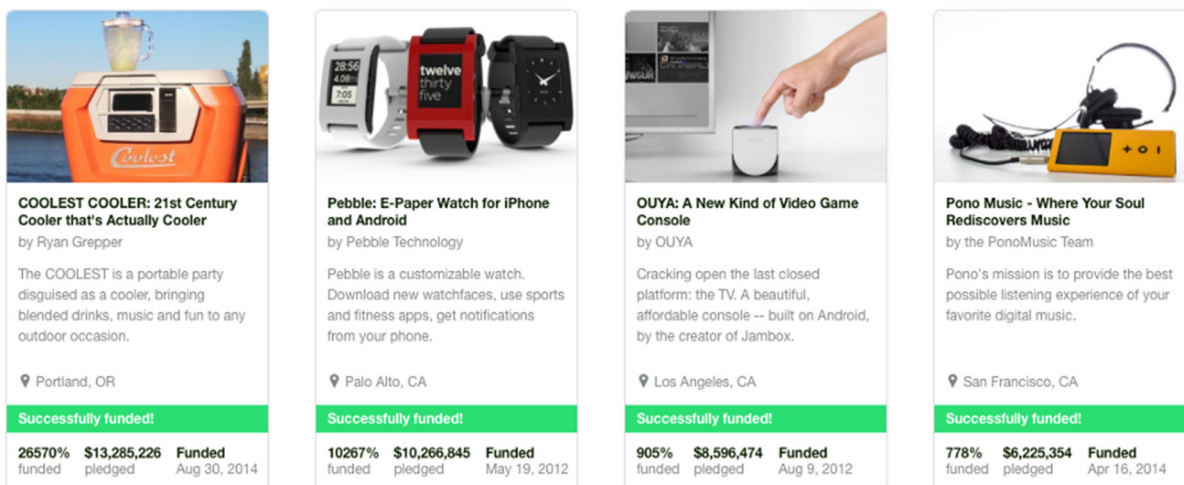 Coolest
COOLEST COOLER: 21st Century
Cooler that's Actually Cooler
by Ryan Grepper
The COOLEST is a portable party
disguised as a cooler, bringing
blended drinks, music and fun to any
outdoor occasion.
Portland, OR
Successfully funded!
26570% $13,285,226 Funded
funded pledged Aug 30, 2014
28:56
4.08
7:05
twelve
thirty
five
Pebble: E-Paper Watch for iPhone
and Android
by Pebble Technology
Pebble is a customizable watch.
Download new watchfaces, use sports
and fitness apps, get notifications
from your phone.
Palo Alto, CA
Successfully funded!
10267% $10,266,845 Funded
funded pledged May 19, 2012
OUYA: A New Kind of Video Game
Console
by OUYA
Cracking open the last closed
platform: the TV. A beautiful,
affordable console -- built on Android,
by the creator of Jambox.
Los Angeles, CA
Successfully funded!
905% $8,596,474 Funded
funded pledged Aug 9, 2012
Pono Music - Where Your Soul
Rediscovers Music
by the PonoMusic Team
Pono's mission is to provide the best
possible listening experience of your
favorite digital music.
San Francisco, CA
Successfully funded!
778% $6,225,354 Funded
funded pledged Apr 16, 2014